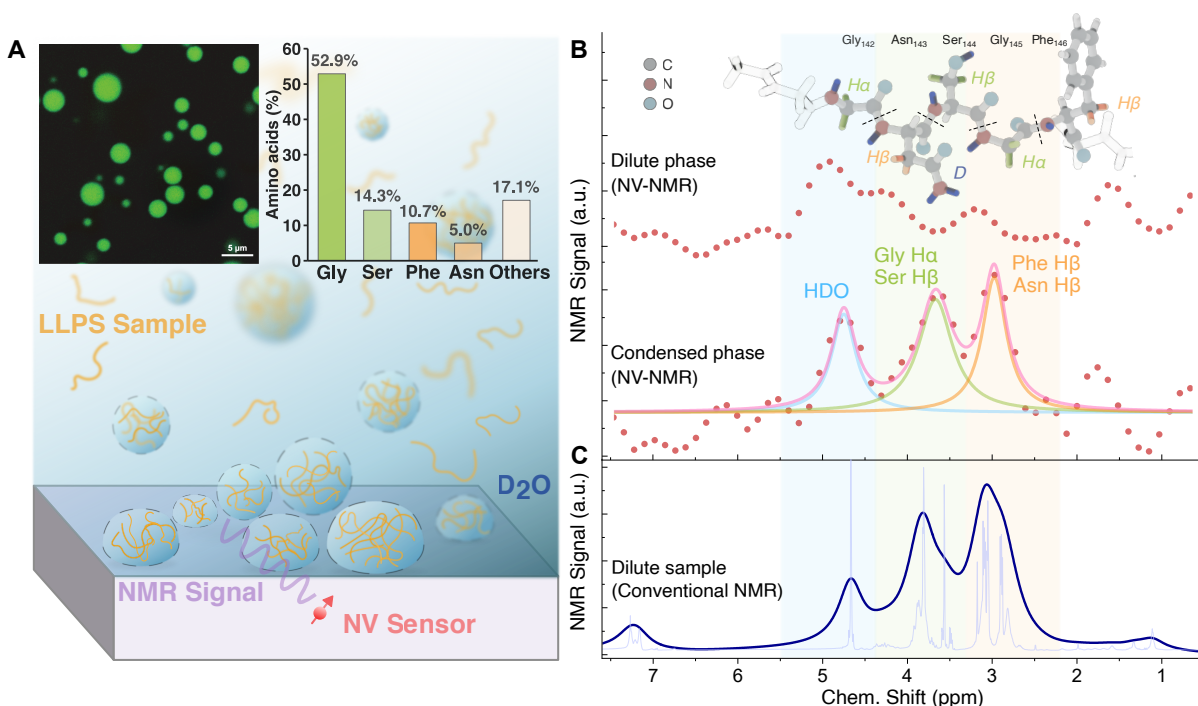 A
60
50
40
30
20
10
0
Amino acids (%)
52.9%
14.3%
10.7%
5.0%
17.1%
Gly Ser Phe Asn Others
5 μm
LLPS Sample
D2O
NMR Signal
NV Sensor
B
Gly142 Asn143 Ser144 Gly145 Phe146
C
N
O
Hα
Hβ
Hβ
Hβ
Hα
D
NMR Signal (a.u.)
Dilute phase
(NV-NMR)
HDO
Gly Hα
Ser Hβ
Phe Hβ
Asn Hβ
Condensed phase
(NV-NMR)
C
NMR Signal (a.u.)
Dilute sample
(Conventional NMR)
7 6 5 4 3 2 1
Chem. Shift (ppm)